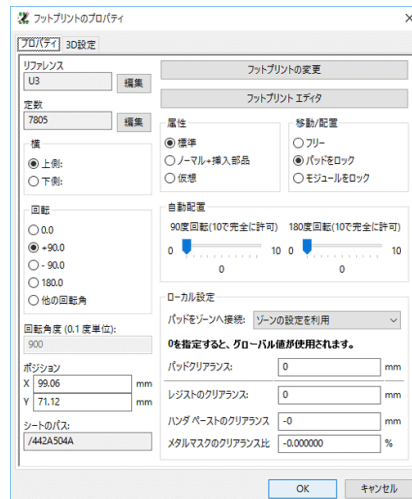 フットプリントのプロパティ
プロパティ 3D設定
リファレンス
U3
編集
定数
7805
編集
横
上側:
下側:
回転
0.0
+90.0
- 90.0
180.0
他の回転角
回転角度 (0.1 度単位):
900
ポジション
X 99.06 mm
Y 71.12 mm
シートのパス:
/442A504A
フットプリントの変更
フットプリント エディタ
属性
標準
ノーマル+挿入部品
仮想
移動/配置
フリー
パッドをロック
モジュールをロック
自動配置
90度回転(10で完全に許可) 180度回転(10で完全に許可)
0 10 0 10
0 0
ローカル設定
パッドをゾーンへ接続: ゾーンの設定を利用
0を指定すると、グローバル値が使用されます。
パッドクリアランス: 0 mm
レジストのクリアランス: 0 mm
ハンダペーストのクリアランス -0 mm
メタルマスクのクリアランス比 -0.000000 %
OK キャンセル